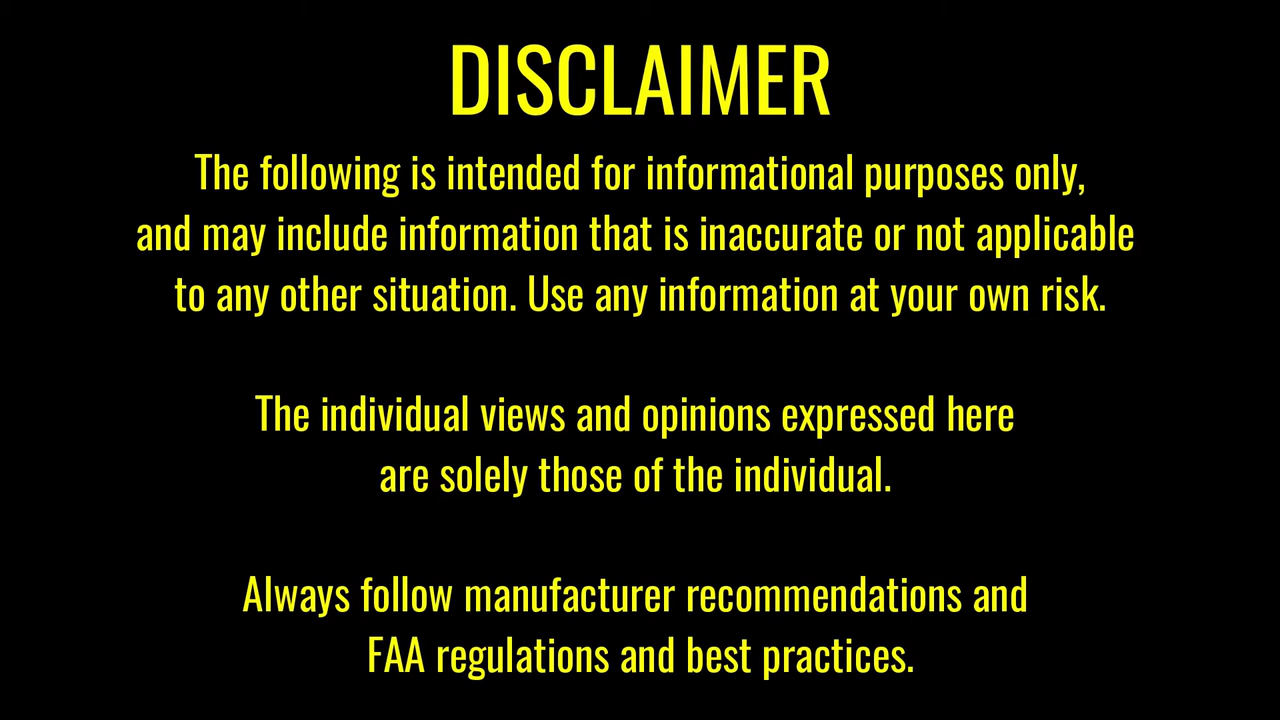 DISCLAIMER
The following is intended for informational purposes only,
and may include information that is inaccurate or not applicable
to any other situation. Use any information at your own risk.
The individual views and opinions expressed here
are solely those of the individual.
Always follow manufacturer recommendations and
FAA regulations and best practices.